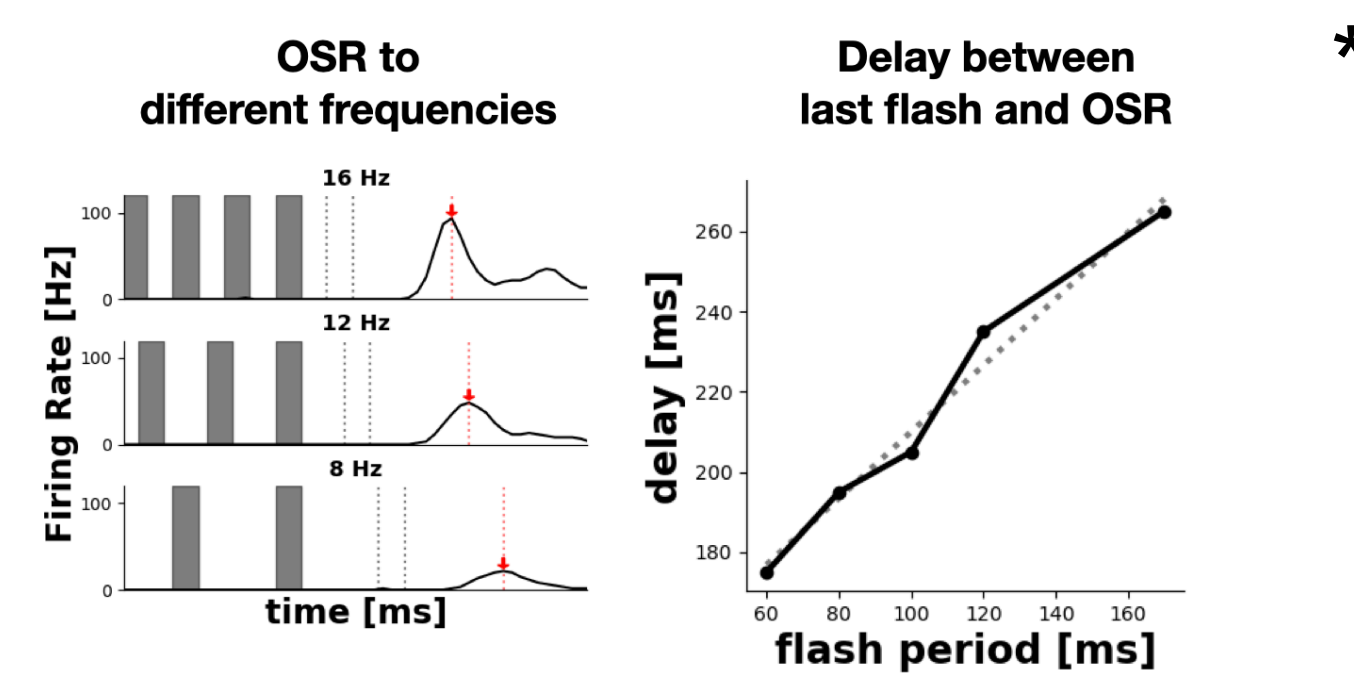 OSR to
different frequencies
16 Hz
100
0
12 Hz
100
0
8 Hz
100
0
Firing Rate [Hz]
time [ms]
Delay between
last flash and OSR
*
260
240
220
200
180
delay [ms]
60 80 100 120 140 160
flash period [ms]